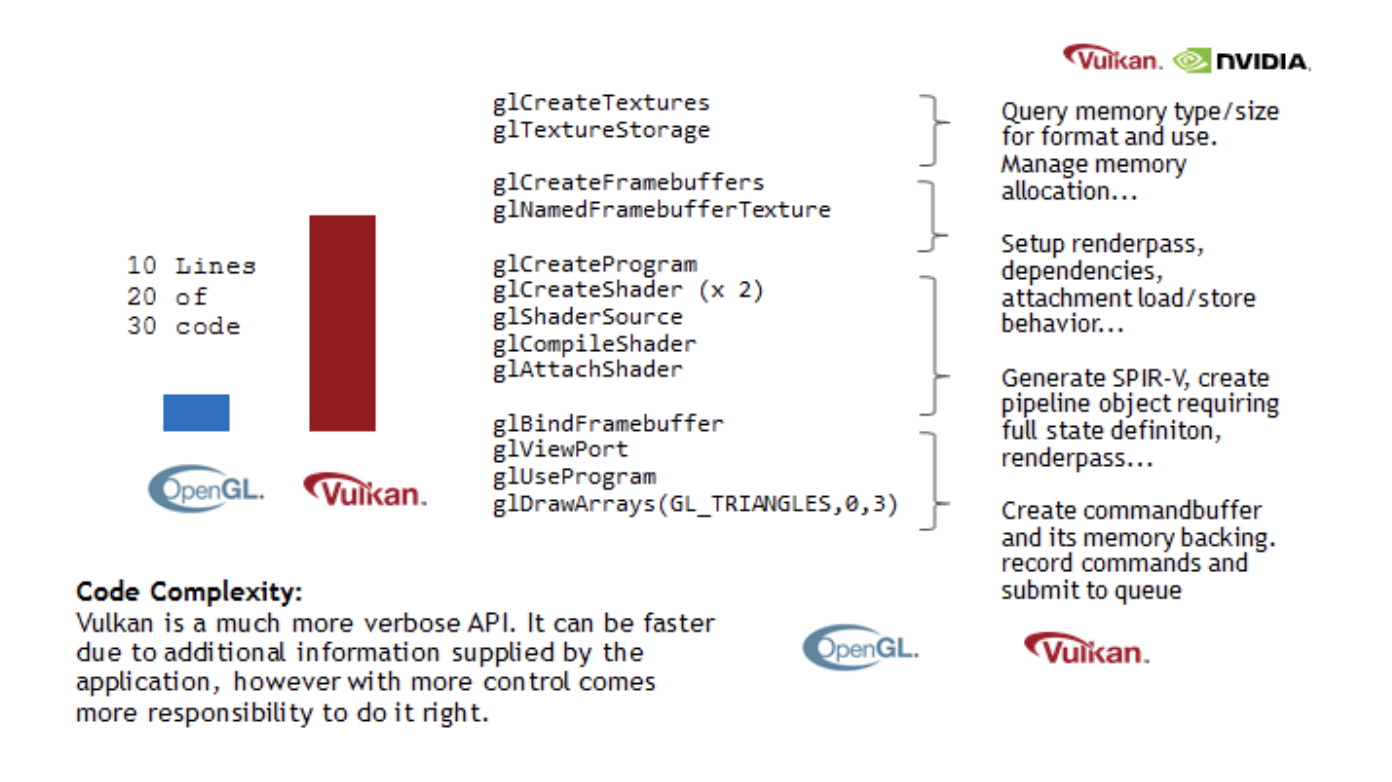 Vulkan. NVIDIA.
glCreateTextures
glTextureStorage
glCreateFramebuffers
glNamedFramebufferTexture
glCreateProgram
glCreateShader (x 2)
glShaderSource
glCompileShader
glAttachShader
glBindFramebuffer
glViewPort
glUseProgram
glDrawArrays(GL_TRIANGLES,0,3)
Query memory type/size
for format and use.
Manage memory
allocation...
Setup renderpass,
dependencies,
attachment load/store
behavior...
Generate SPIR-V, create
pipeline object requiring
full state definiton,
renderpass...
Create commandbuffer
and its memory backing.
record commands and
submit to queue
10 Lines
20 of
30 code
OpenGL. Vulkan.
Code Complexity:
Vulkan is a much more verbose API. It can be faster
due to additional information supplied by the
application, however with more control comes
more responsibility to do it right.
OpenGL. Vulkan.